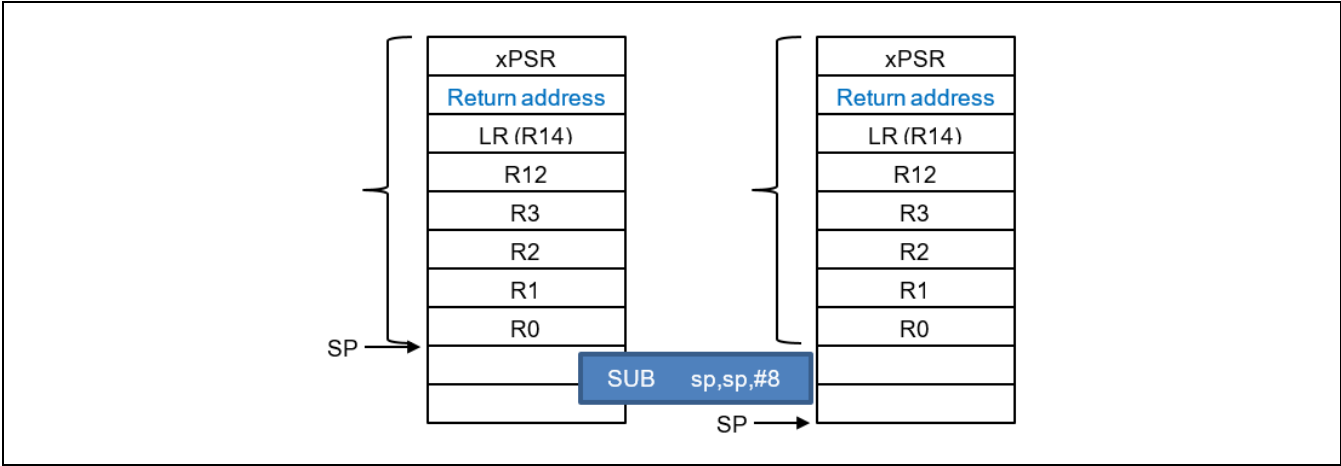 xPSR
Return address
LR (R14)
R12
R3
R2
R1
R0
SP
SUB sp,sp,#8
xPSR
Return address
LR (R14)
R12
R3
R2
R1
R0
SP